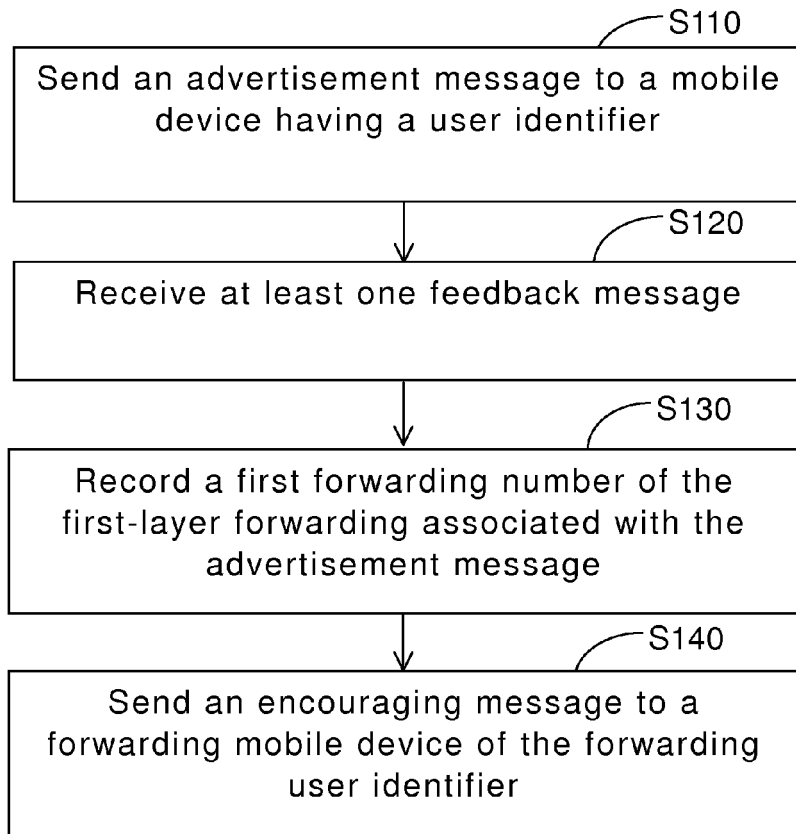 S110
Send an advertisement message to a mobile
device having a user identifier
S120
Receive at least one feedback message
S130
Record a first forwarding number of the
first-layer forwarding associated with the
advertisement message
S140
Send an encouraging message to a
forwarding mobile device of the forwarding
user identifier